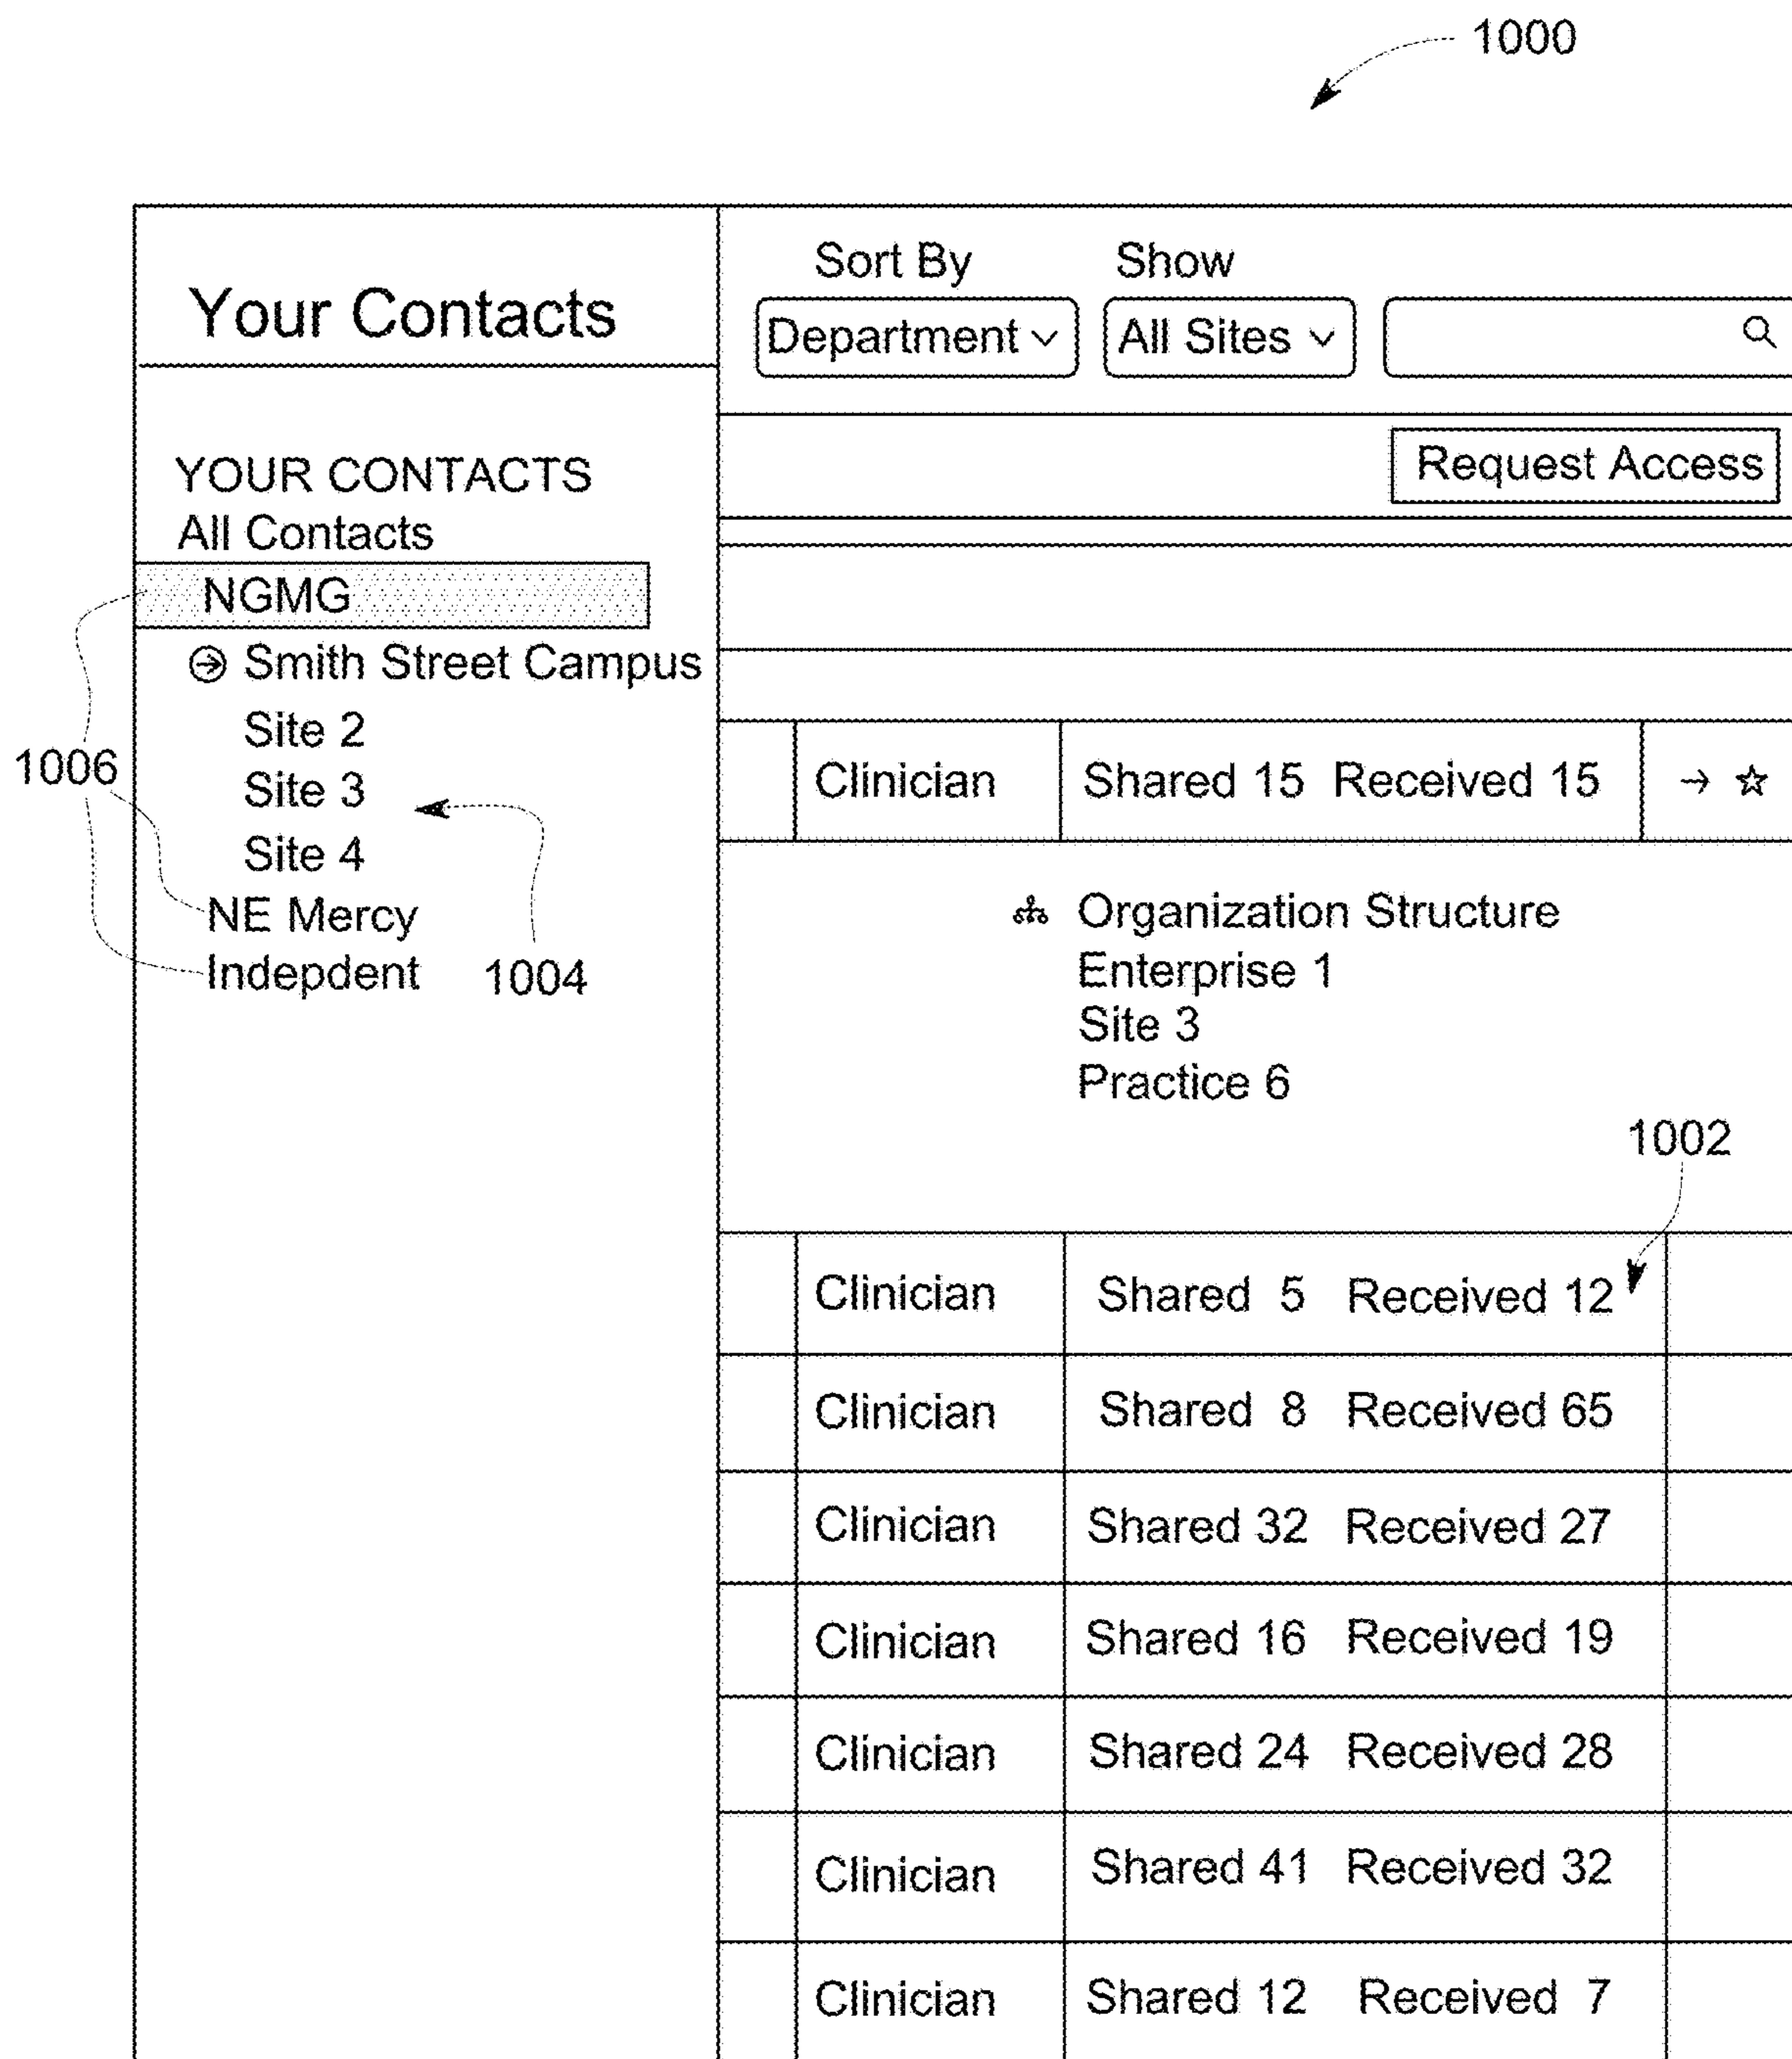 1000
Your Contacts
Sort By Show
Department All Sites
Request Access
YOUR CONTACTS
All Contacts
NGMG
Smith Street Campus
Site 2
Site 3
Site 4
NE Mercy
Indepdent
1006
1004
Clinician Shared 15 Received 15
Organization Structure
Enterprise 1
Site 3
Practice 6
1002
Clinician Shared 5 Received 12
Clinician Shared 8 Received 65
Clinician Shared 32 Received 27
Clinician Shared 16 Received 19
Clinician Shared 24 Received 28
Clinician Shared 41 Received 32
Clinician Shared 12 Received 7